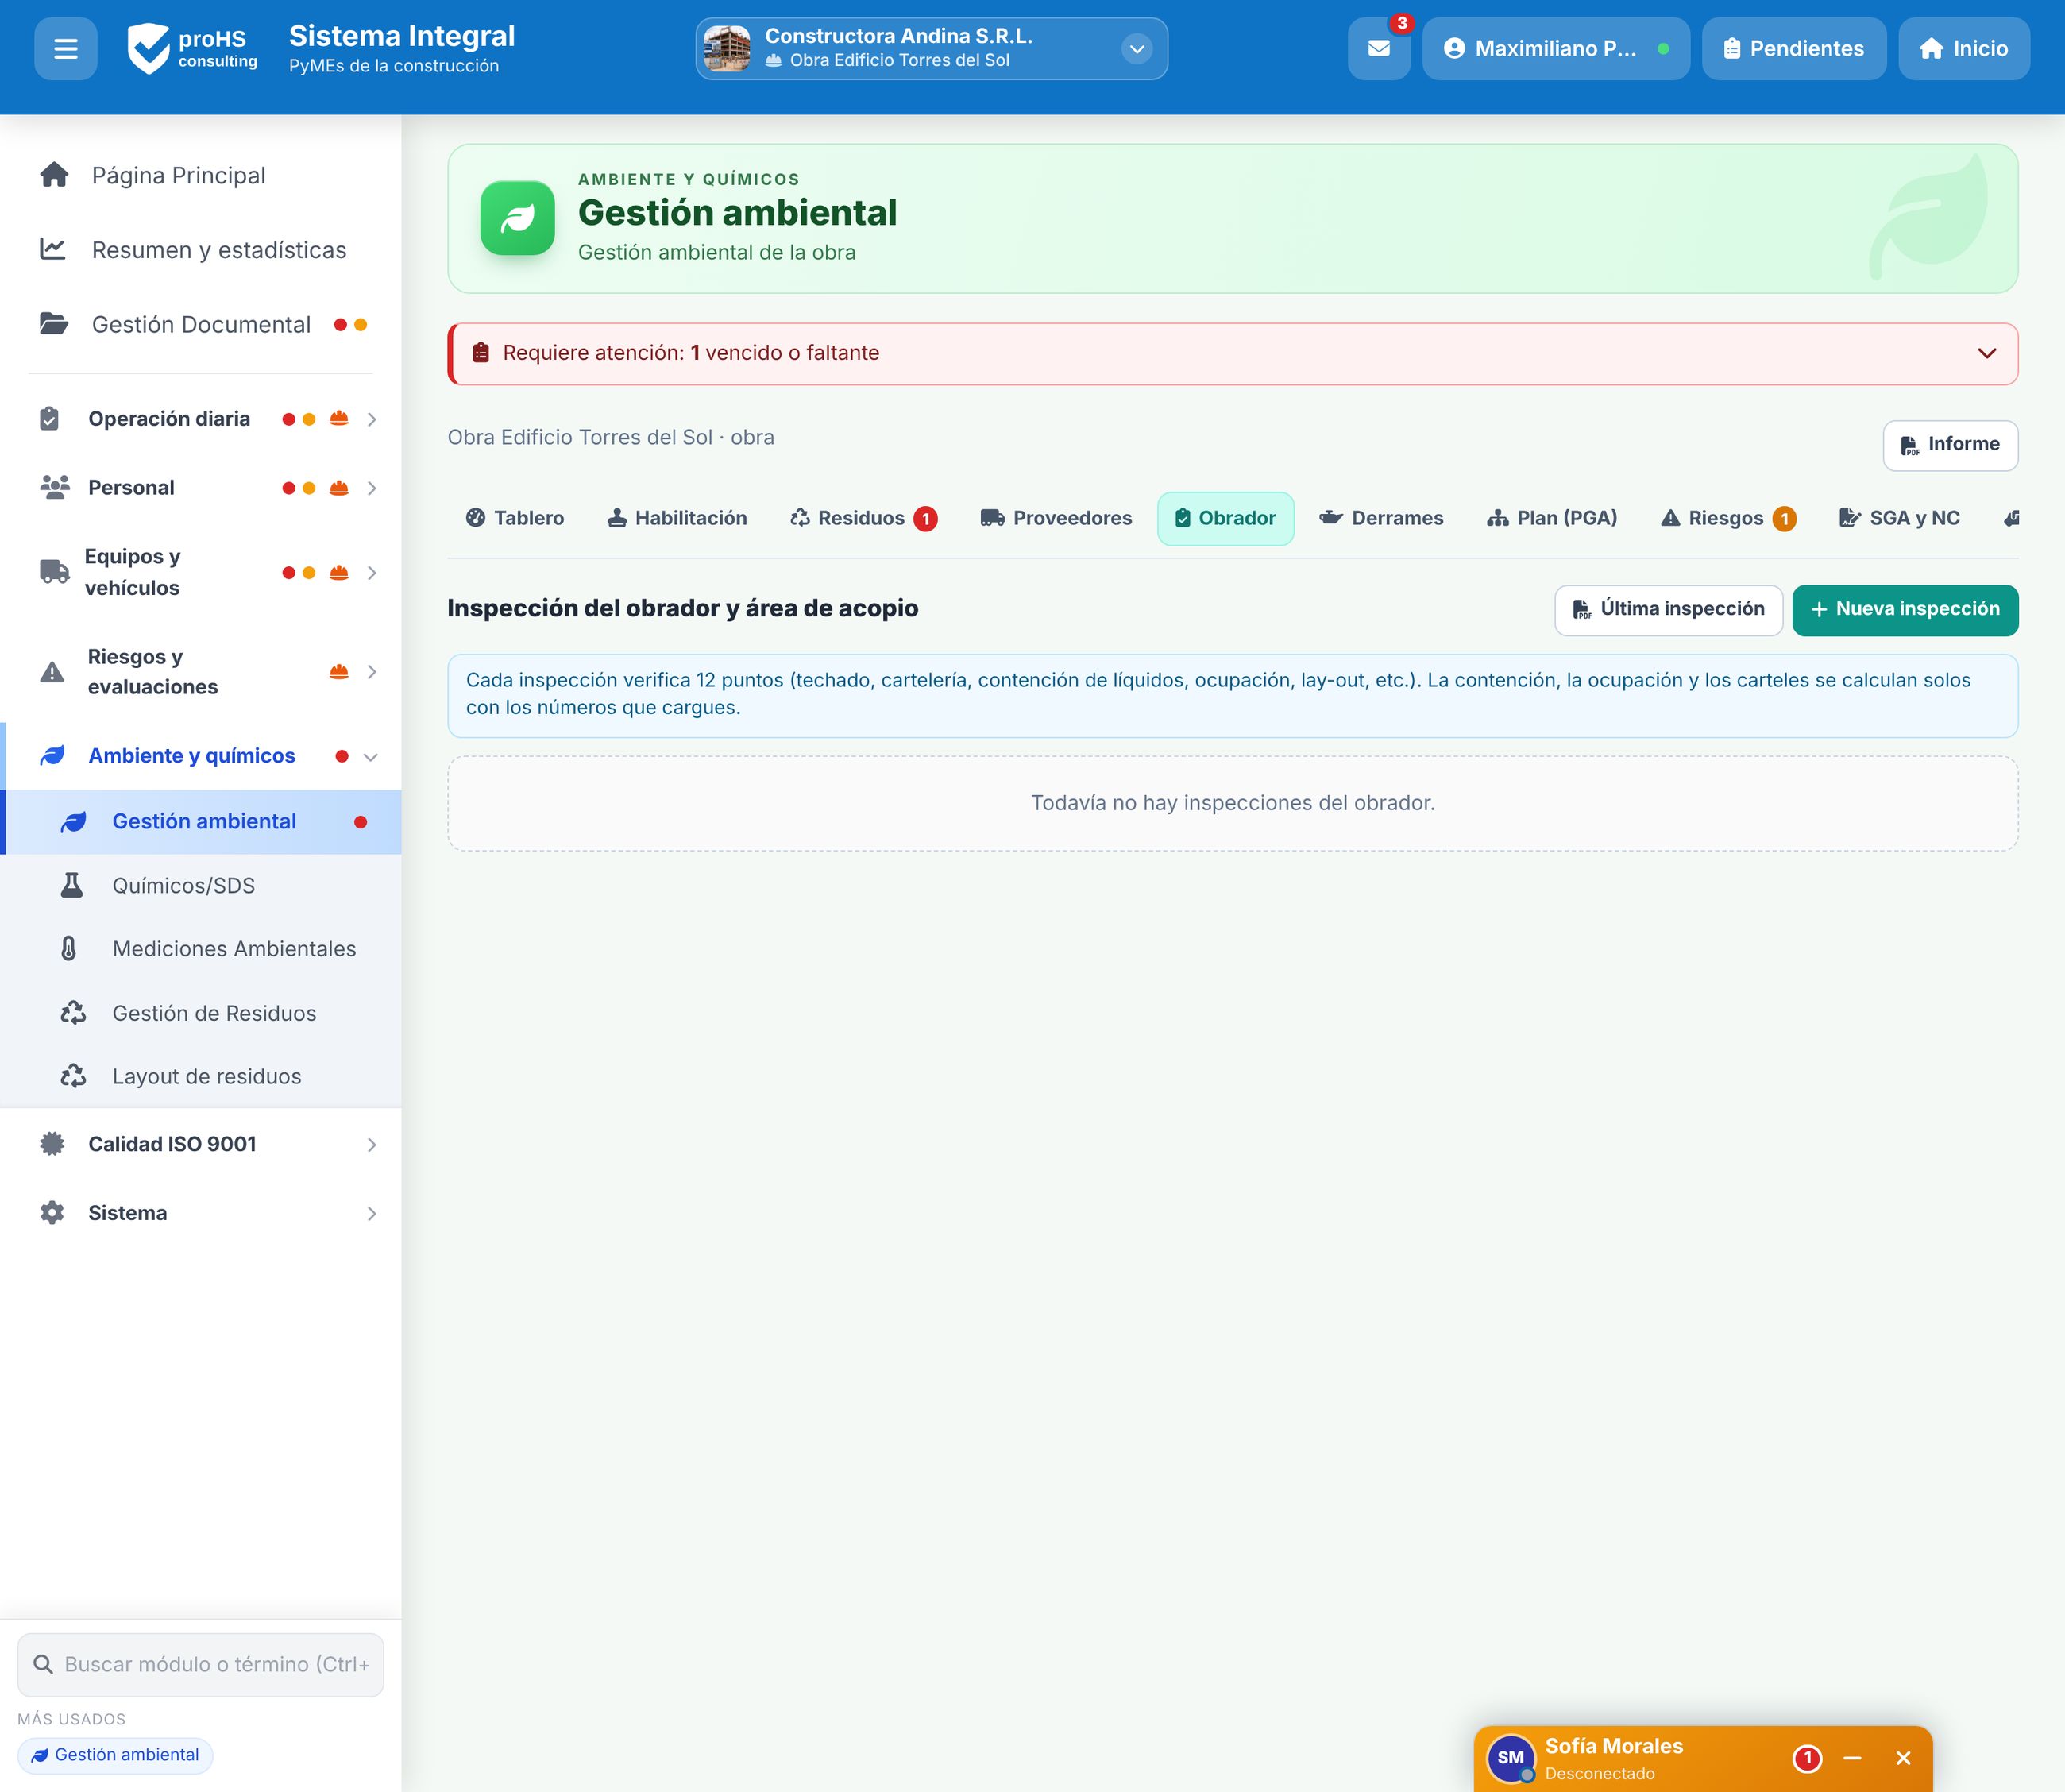 proHS
consulting
Sistema Integral
PyMEs de la construcción
Constructora Andina S.R.L.
Obra Edificio Torres del Sol
3
Maximiliano P...
Pendientes
Inicio
Página Principal
Resumen y estadísticas
Gestión Documental
Operación diaria
Personal
Equipos y
vehículos
Riesgos y
evaluaciones
Ambiente y químicos
Gestión ambiental
Químicos/SDS
Mediciones Ambientales
Gestión de Residuos
Layout de residuos
Calidad ISO 9001
Sistema
Buscar módulo o término (Ctrl+
MÁS USADOS
Gestión ambiental
AMBIENTE Y QUÍMICOS
Gestión ambiental
Gestión ambiental de la obra
Requiere atención: 1 vencido o faltante
Obra Edificio Torres del Sol · obra
PDF Informe
Tablero
Habilitación
Residuos 1
Proveedores
Obrador
Derrames
Plan (PGA)
Riesgos 1
SGA y NC
Inspección del obrador y área de acopio
PDF Última inspección
+ Nueva inspección
Cada inspección verifica 12 puntos (techado, cartelería, contención de líquidos, ocupación, lay-out, etc.). La contención, la ocupación y los carteles se calculan solos
con los números que cargues.
Todavía no hay inspecciones del obrador.
SM
Sofía Morales
Desconectado
1